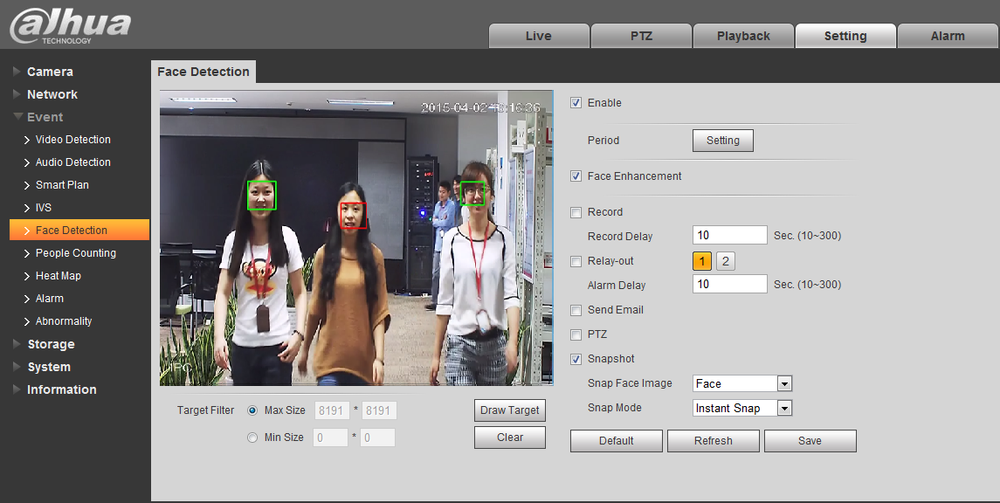 alhua
TECHNOLOGY
Live PTZ Playback Setting Alarm
Camera
Network
Event
Video Detection
Audio Detection
Smart Plan
IVS
Face Detection
People Counting
Heat Map
Alarm
Abnormality
Storage
System
Information
Face Detection
2015-04-02 16:16:36
IPC
Target Filter Max Size 8191 * 8191
Min Size 0 * 0
Draw Target
Clear
Enable
Period Setting
Face Enhancement
Record
Record Delay 10 Sec. (10~300)
Relay-out 1 2
Alarm Delay 10 Sec. (10~300)
Send Email
PTZ
Snapshot
Snap Face Image Face
Snap Mode Instant Snap
Default Refresh Save